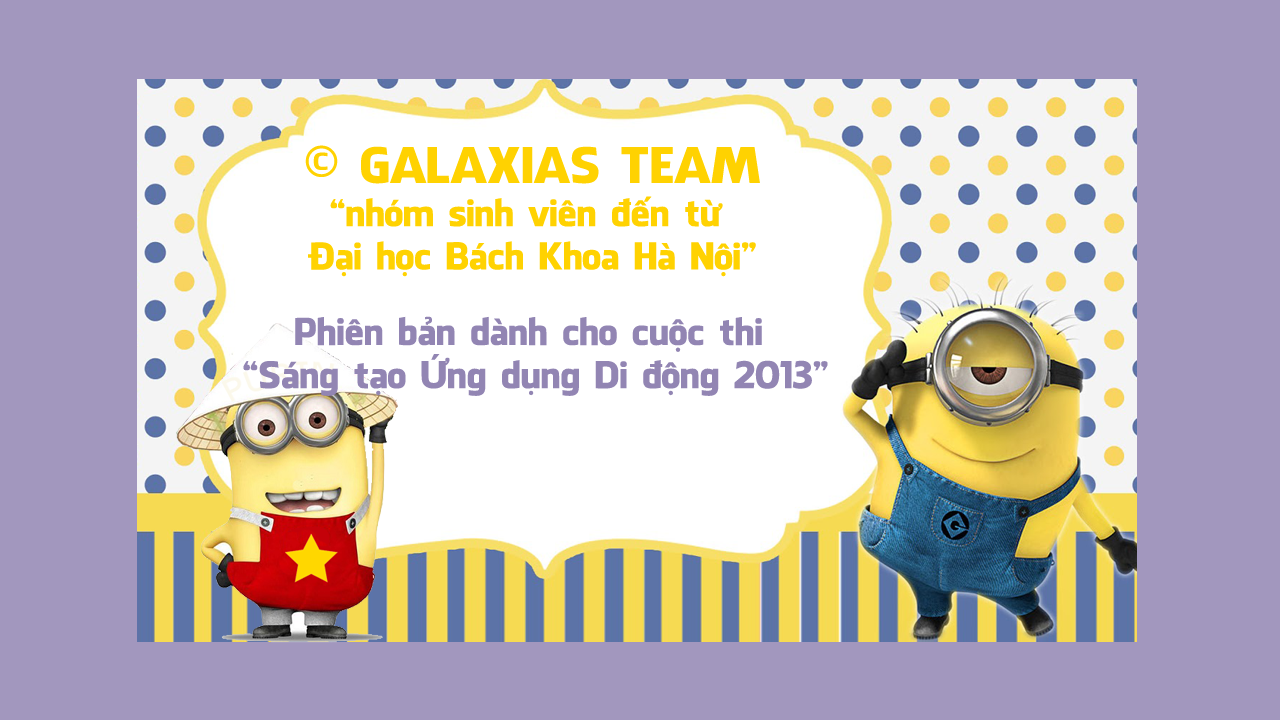 © GALAXIAS TEAM
“nhóm sinh viên đến từ
Đại học Bách Khoa Hà Nội”
Phiên bản dành cho cuộc thi
“Sáng tạo Ứng dụng Di động 2013”